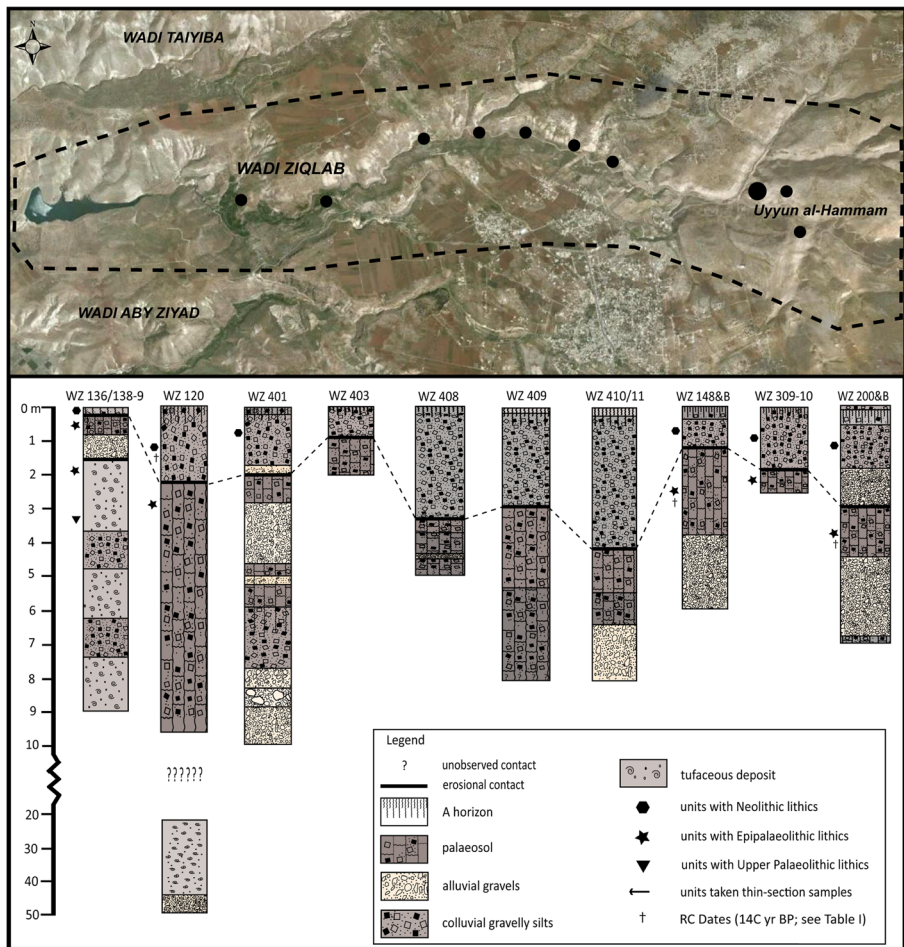 N
WADI TAIYIBA
WADI ZIQLAB
Uyyun al-Hammam
WADI ABY ZIYAD
WZ 136/138-9 WZ 120 WZ 401 WZ 403 WZ 408 WZ 409 WZ 410/11 WZ 148&B WZ 309-10 WZ 200&B
0 m
1
2
3
4
5
6
7
8
9
10
20
30
40
50
†
†
†
??????
Legend
? unobserved contact
erosional contact
A horizon
palaeosol
alluvial gravels
colluvial gravelly silts
tufaceous deposit
units with Neolithic lithics
units with Epipalaeolithic lithics
units with Upper Palaeolithic lithics
units taken thin-section samples
† RC Dates (14C yr BP; see Table I)